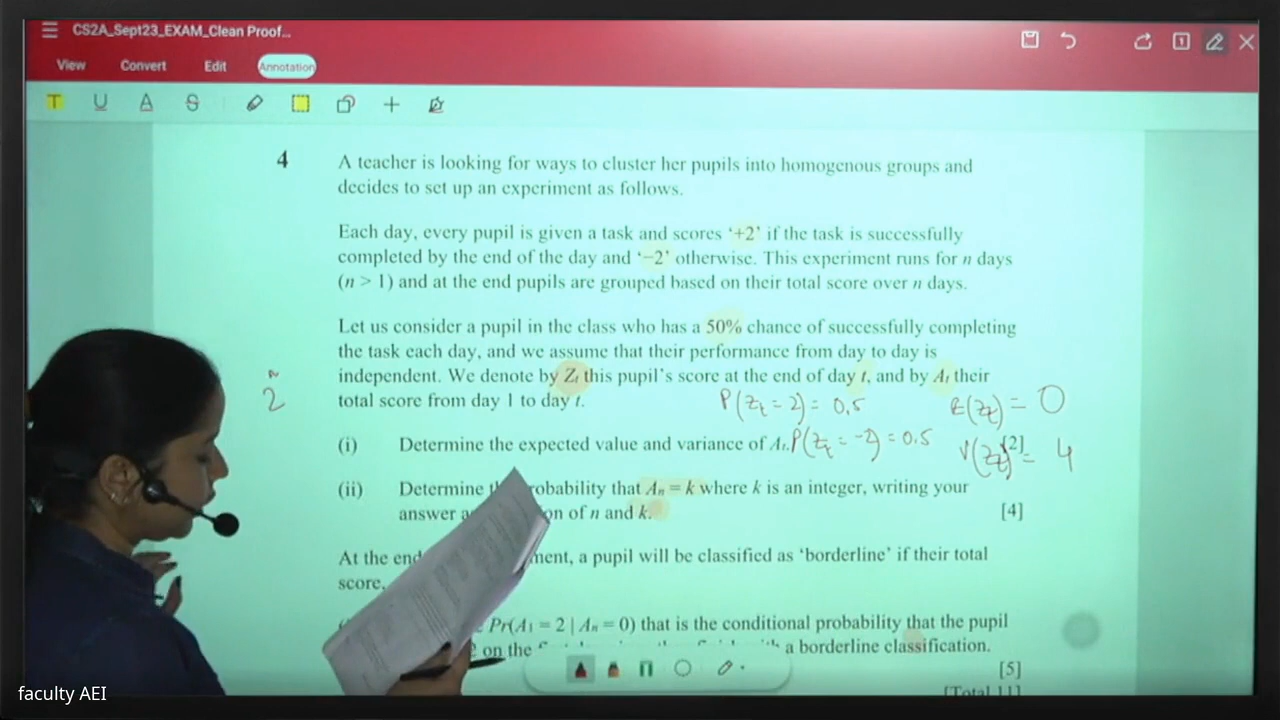 CS2A_Sept23_EXAM_Clean Proof...
View Convert Edit Annotation
4 A teacher is looking for ways to cluster her pupils into homogenous groups and
decides to set up an experiment as follows.
Each day, every pupil is given a task and scores ‘+2’ if the task is successfully
completed by the end of the day and ‘−2’ otherwise. This experiment runs for n days
(n > 1) and at the end pupils are grouped based on their total score over n days.
Let us consider a pupil in the class who has a 50% chance of successfully completing
the task each day, and we assume that their performance from day to day is
independent. We denote by Zt this pupil’s score at the end of day t, and by At their
total score from day 1 to day t.
P(Zt = 2) = 0.5 E(Zt) = 0
2
(i) Determine the expected value and variance of At. P(Zt = -2) = 0.5 [2]
V(Zt) = 4
(ii) Determine probability that An = k where k is an integer, writing your
answer on of n and k. [4]
At the end ment, a pupil will be classified as ‘borderline’ if their total
score,
Pr(A1 = 2 | An = 0) that is the conditional probability that the pupil
on the a borderline classification.
[5]
[Total 11]
faculty AEI